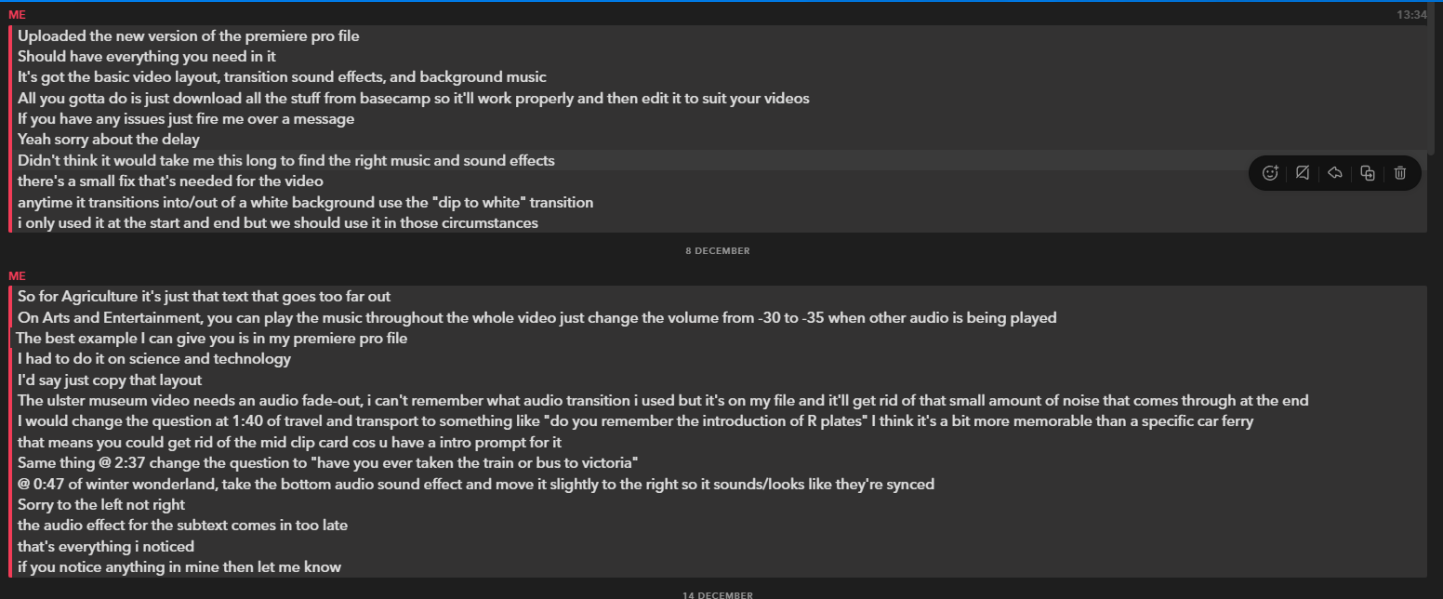 ME
13:34
Uploaded the new version of the premiere pro file
Should have everything you need in it
It's got the basic video layout, transition sound effects, and background music
All you gotta do is just download all the stuff from basecamp so it'll work properly and then edit it to suit your videos
If you have any issues just fire me over a message
Yeah sorry about the delay
Didn't think it would take me this long to find the right music and sound effects
there's a small fix that's needed for the video
anytime it transitions into/out of a white background use the "dip to white" transition
i only used it at the start and end but we should use it in those circumstances
8 DECEMBER
ME
So for Agriculture it's just that text that goes too far out
On Arts and Entertainment, you can play the music throughout the whole video just change the volume from -30 to -35 when other audio is being played
The best example I can give you is in my premiere pro file
I had to do it on science and technology
I'd say just copy that layout
The ulster museum video needs an audio fade-out, i can't remember what audio transition i used but it's on my file and it'll get rid of that small amount of noise that comes through at the end
I would change the question at 1:40 of travel and transport to something like "do you remember the introduction of R plates" I think it's a bit more memorable than a specific car ferry
that means you could get rid of the mid clip card cos u have a intro prompt for it
Same thing @ 2:37 change the question to "have you ever taken the train or bus to victoria"
@ 0:47 of winter wonderland, take the bottom audio sound effect and move it slightly to the right so it sounds/looks like they're synced
Sorry to the left not right
the audio effect for the subtext comes in too late
that's everything i noticed
if you notice anything in mine then let me know
14 DECEMBER